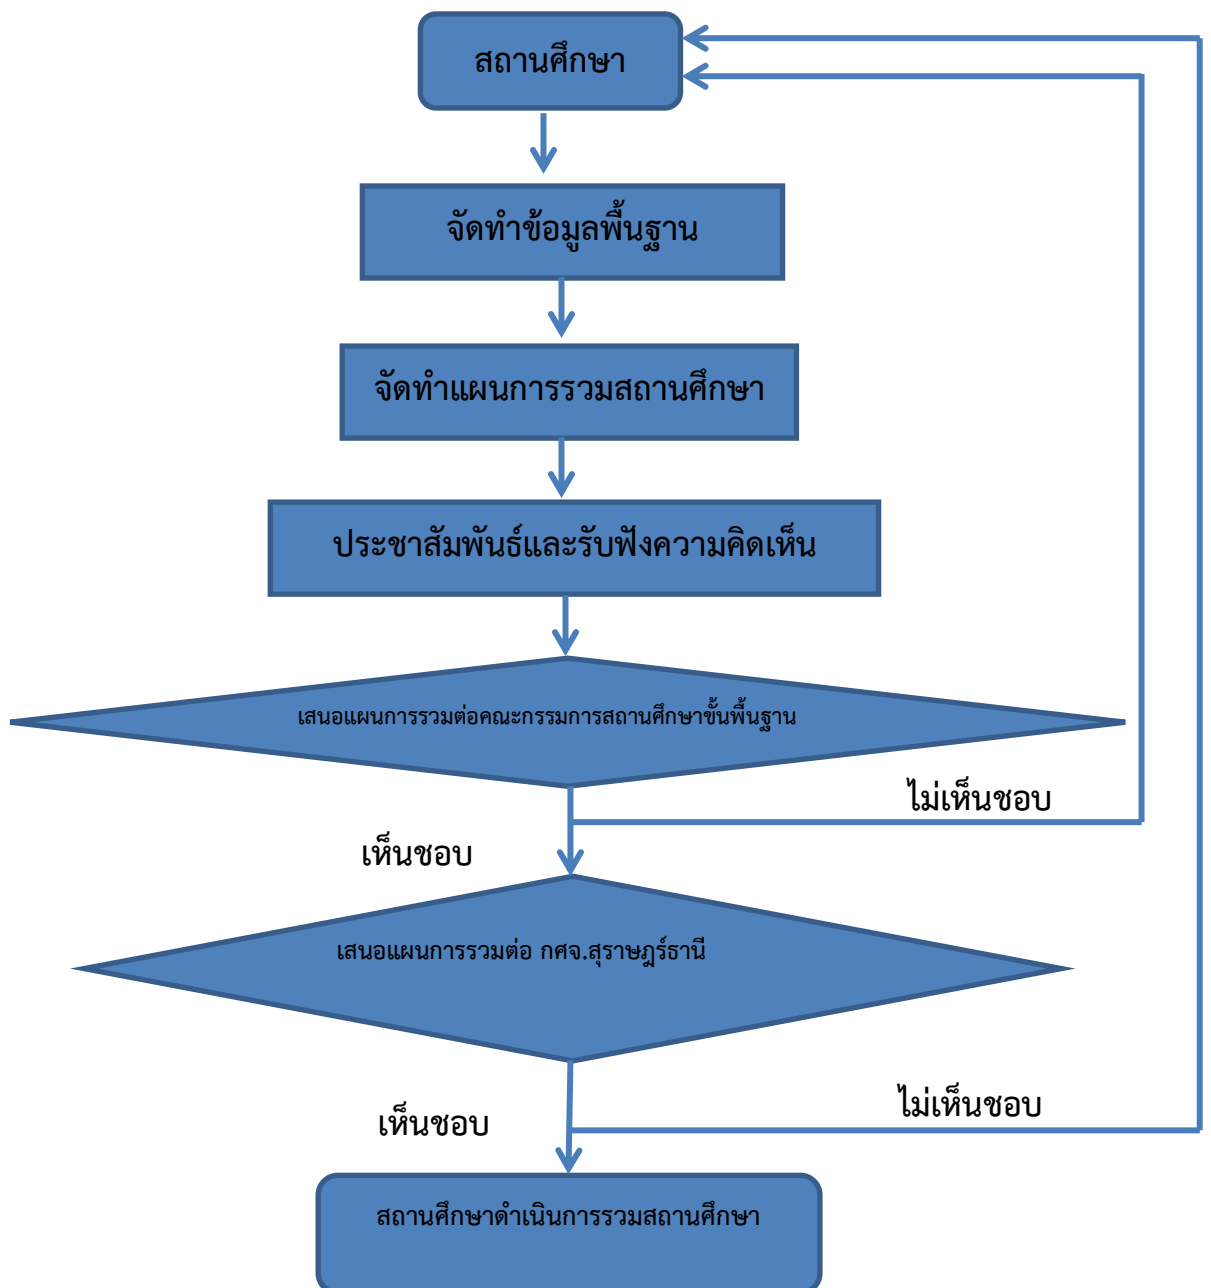 สถานศึกษา
จัดทำข้อมูลพื้นฐาน
จัดทำแผนการรวมสถานศึกษา
ประชาสัมพันธ์และรับฟังความคิดเห็น
เสนอแผนการรวมต่อคณะกรรมการสถานศึกษาขั้นพื้นฐาน
ไม่เห็นชอบ
เห็นชอบ
เสนอแผนการรวมต่อ กศจ.สุราษฎร์ธานี
ไม่เห็นชอบ
เห็นชอบ
สถานศึกษาดำเนินการรวมสถานศึกษา